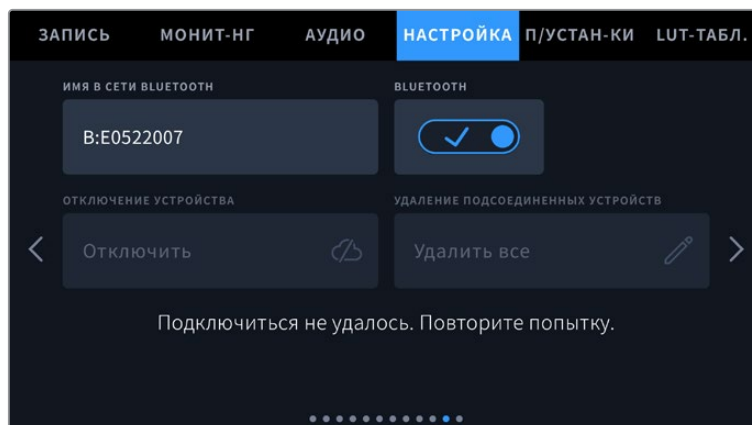 ЗАПИСЬ МОНИТ-НГ АУДИО НАСТРОЙКА П/УСТАН-КИ LUT-ТАБЛ.
ИМЯ В СЕТИ BLUETOOTH BLUETOOTH
B:E0522007
ОТКЛЮЧЕНИЕ УСТРОЙСТВА УДАЛЕНИЕ ПОДСОЕДИНЕННЫХ УСТРОЙСТВ
Отключить Удалить все
Подключиться не удалось. Повторите попытку.